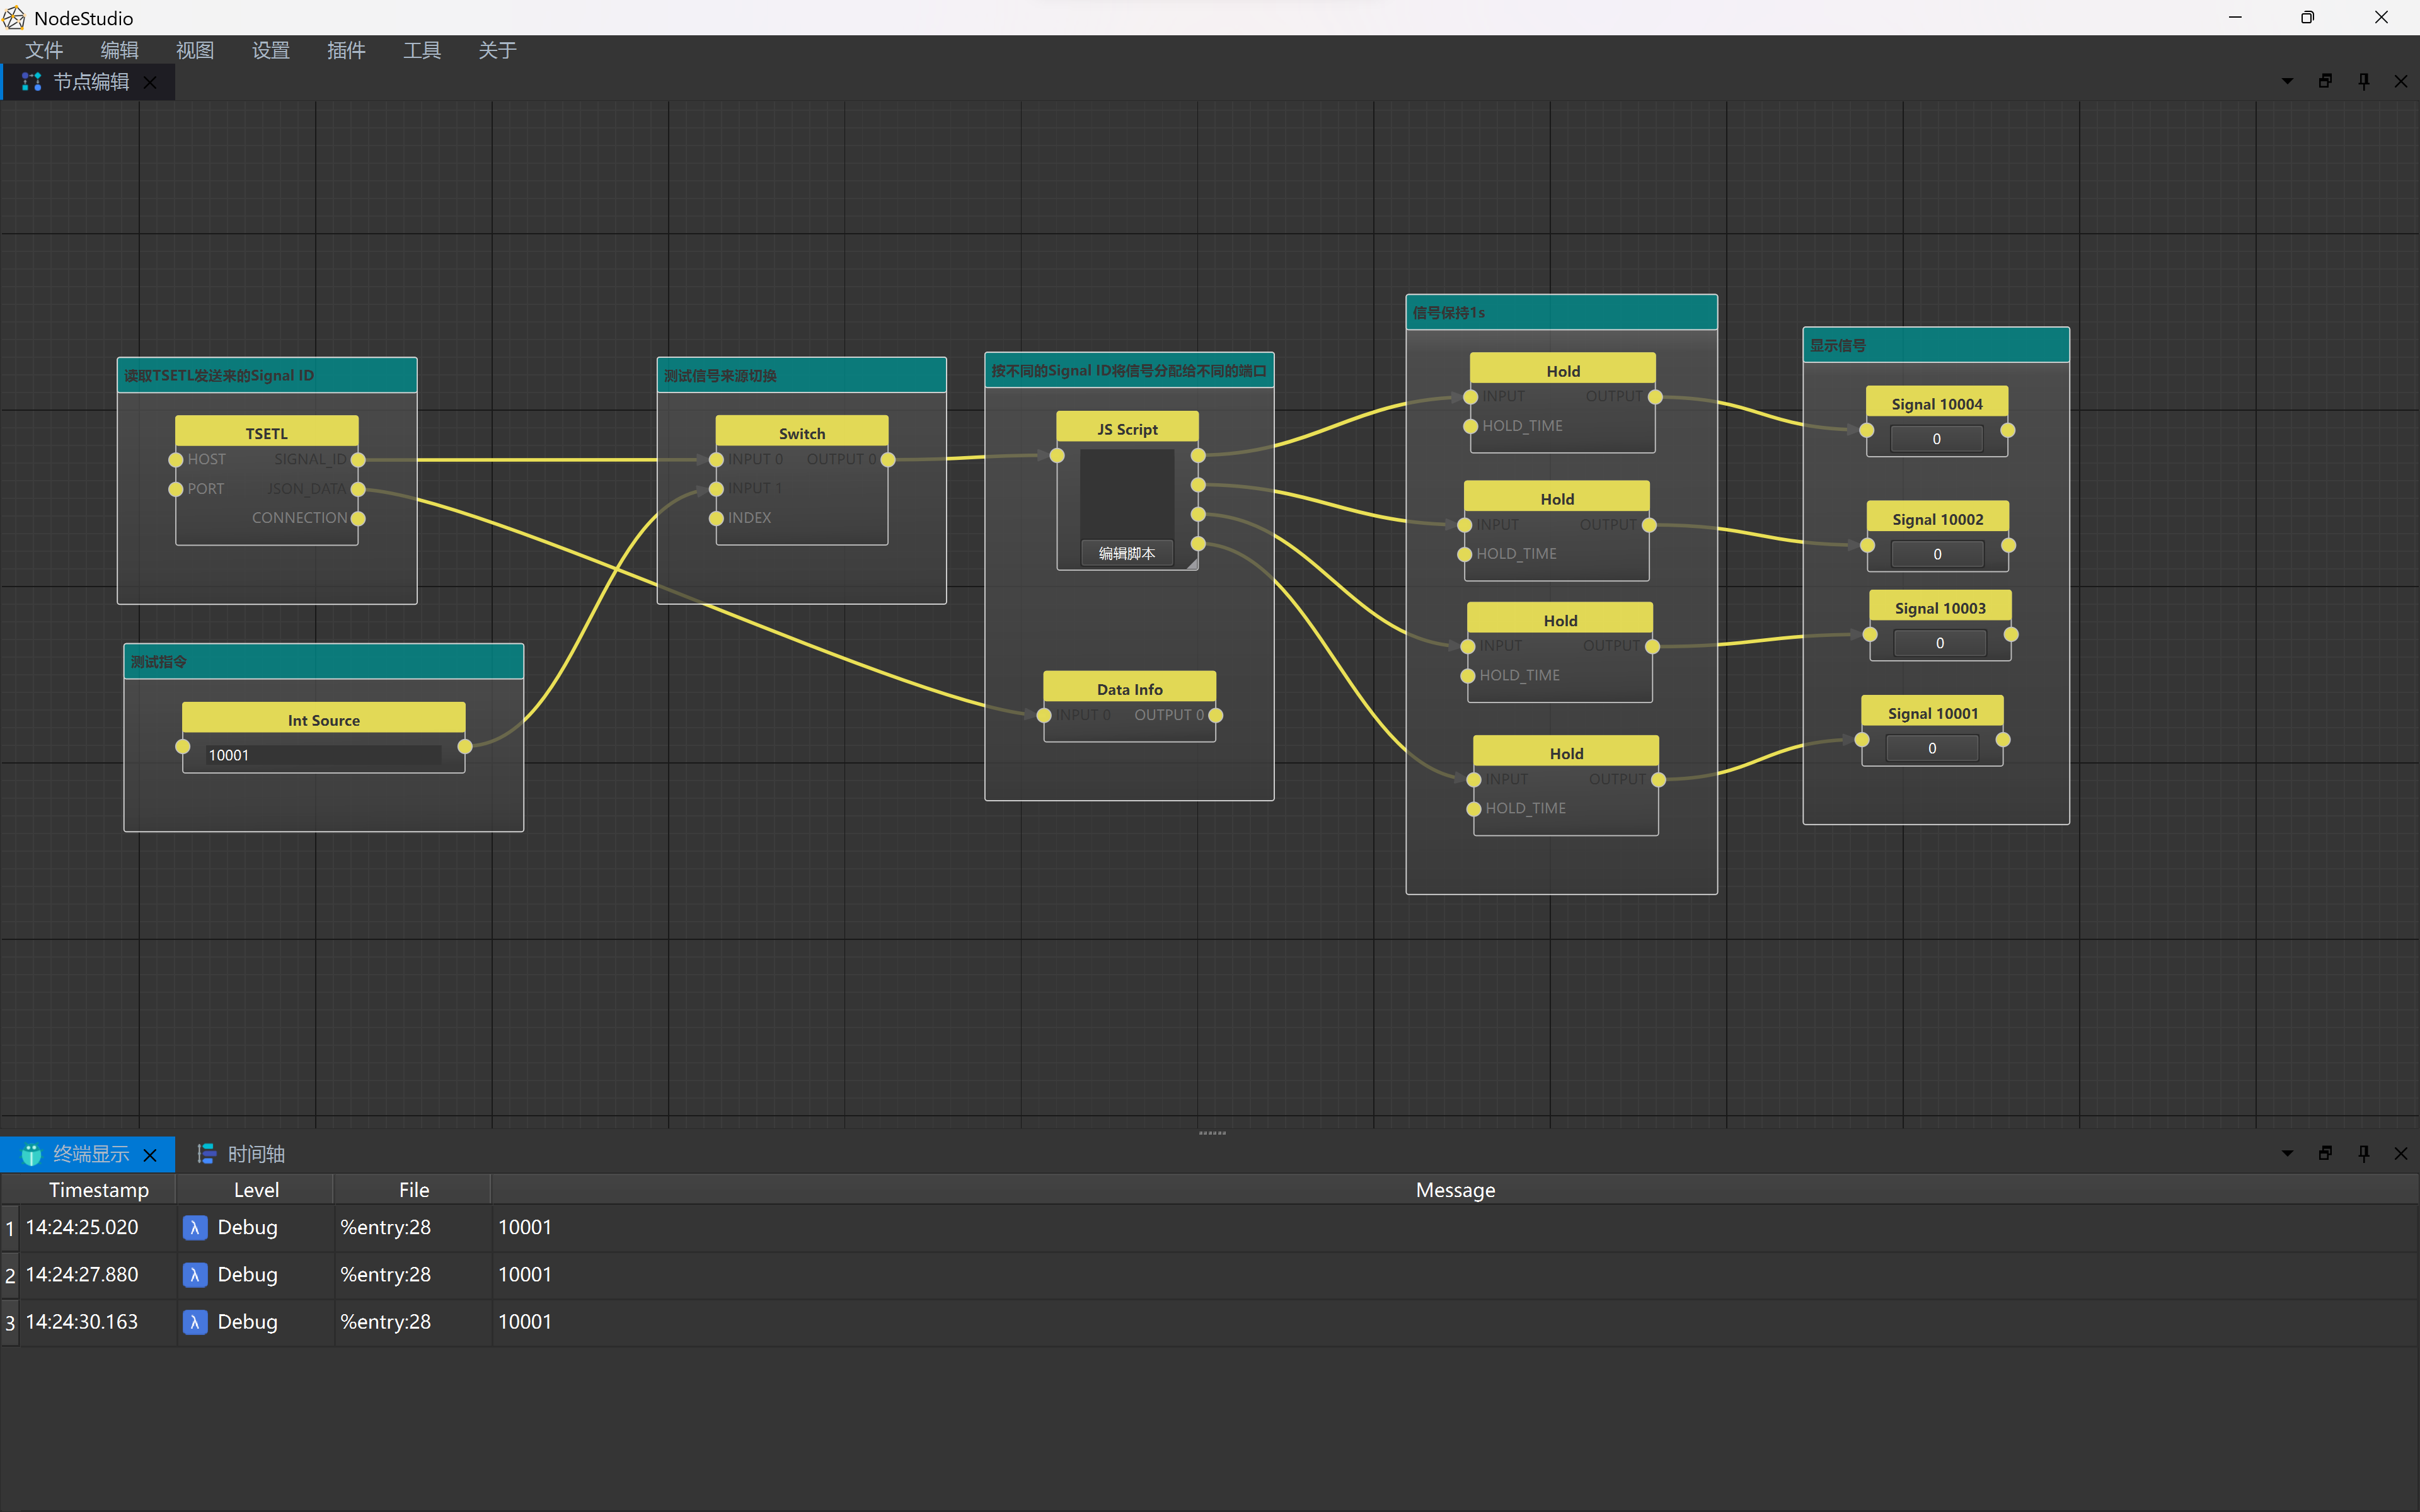 NodeStudio
文件 编辑 视图 设置 插件 工具 关于
节点编辑
读取TSETL发送来的Signal ID
TSETL
HOST SIGNAL_ID
PORT JSON_DATA
CONNECTION
测试指令
Int Source
10001
测试信号来源切换
Switch
INPUT 0 OUTPUT 0
INPUT 1
INDEX
按不同的Signal ID将信号分配给不同的端口
JS Script
编辑脚本
Data Info
INPUT 0 OUTPUT 0
信号保持1s
Hold
INPUT OUTPUT
HOLD_TIME
Hold
INPUT OUTPUT
HOLD_TIME
Hold
INPUT OUTPUT
HOLD_TIME
Hold
INPUT OUTPUT
HOLD_TIME
显示信号
Signal 10004
0
Signal 10002
0
Signal 10003
0
Signal 10001
0
终端显示 时间轴
Timestamp Level File Message
1 14:24:25.020 λ Debug %entry:28 10001
2 14:24:27.880 λ Debug %entry:28 10001
3 14:24:30.163 λ Debug %entry:28 10001